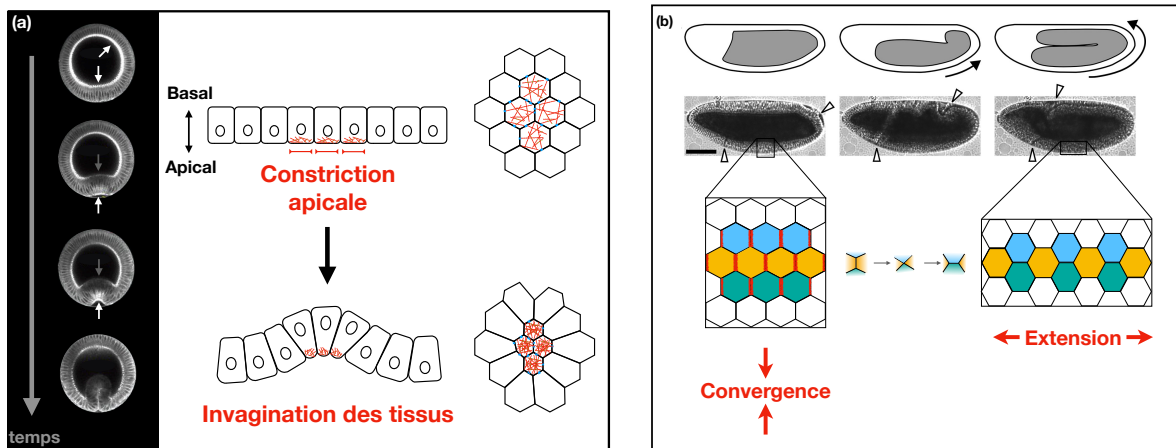 (a)
Basal
Apical
Constriction
apicale
Invagination des tissus
temps
(b)
Convergence
Extension